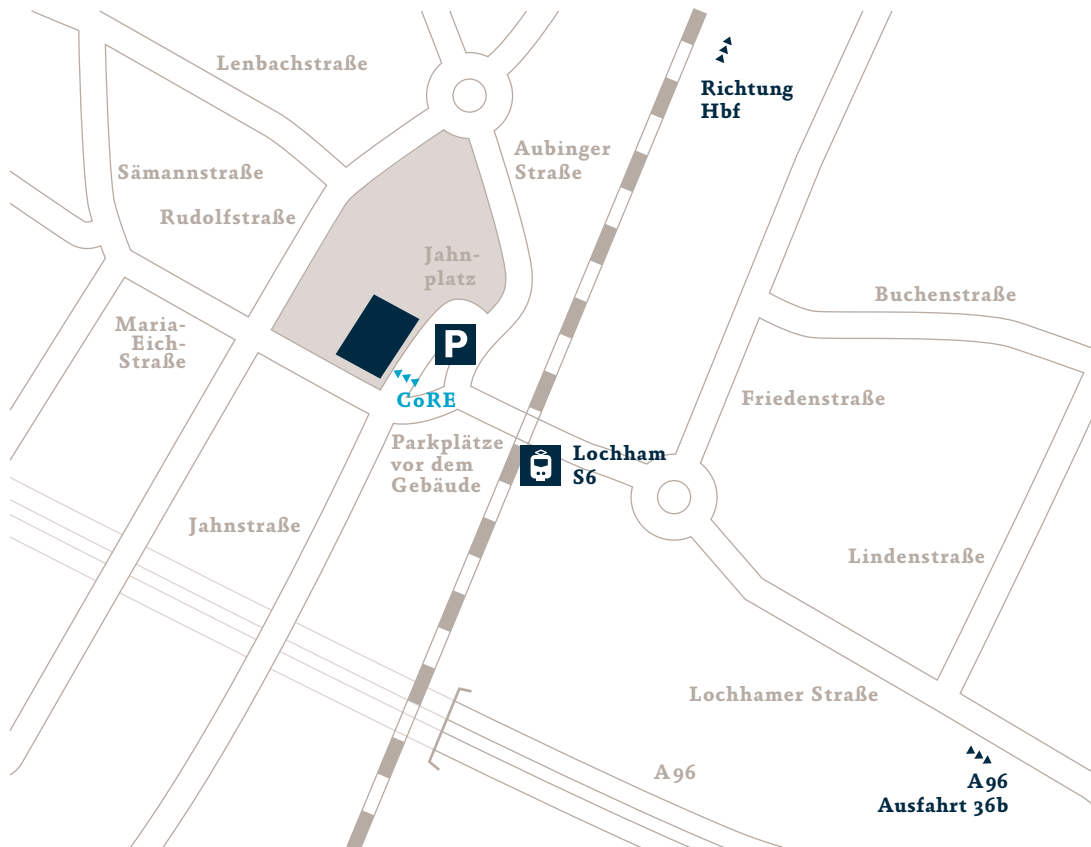 Lenbachstraße
Richtung
Hbf
Aubinger
Straße
Sämannstraße
Rudolfstraße
Jahn-
platz
Buchenstraße
Maria-
Eich-
Straße
P
CoRE
Friedenstraße
Parkplätze
vor dem
Gebäude
Lochham
S6
Jahnstraße
Lindenstraße
Lochhamer Straße
A96
A96
Ausfahrt 36b